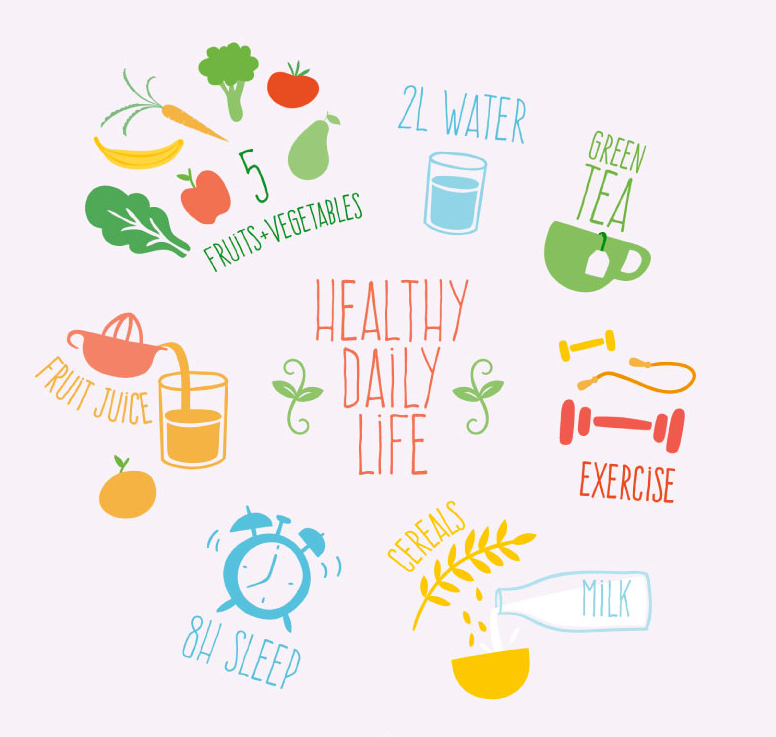 5
FRUITS+VEGETABLES
2L WATER
GREEN
TEA
HEALTHY
DAILY
LIFE
FRUIT JUICE
EXERCISE
CEREALS
MILK
8H SLEEP